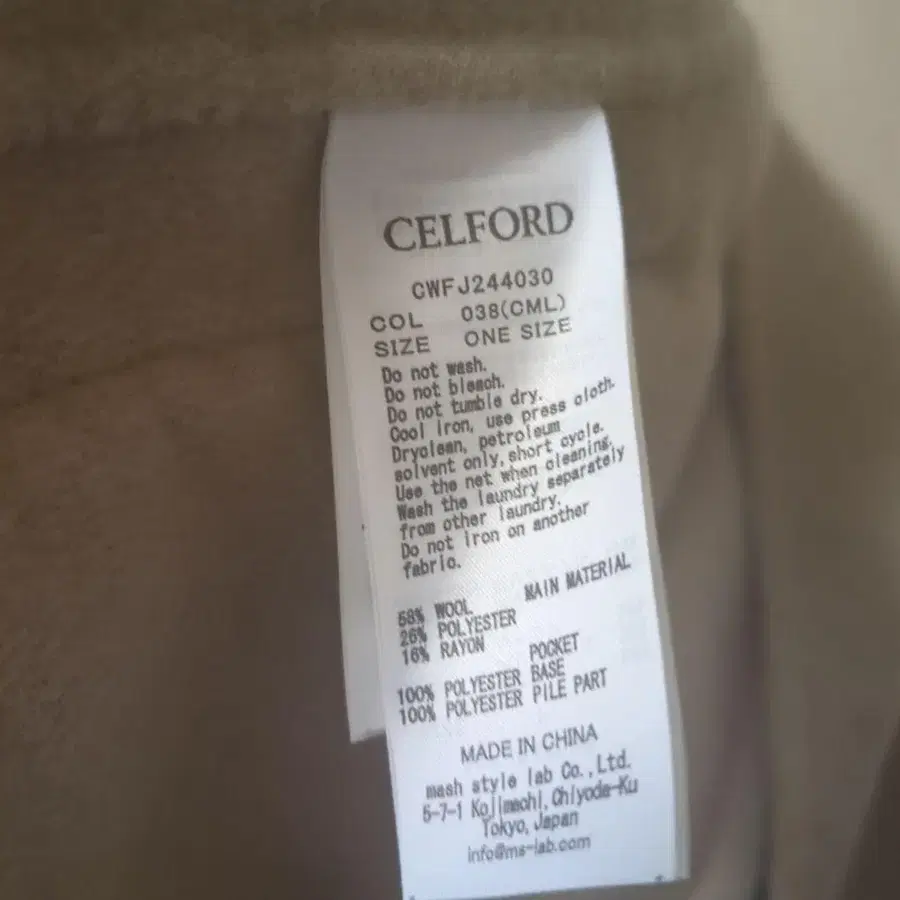 CELFORD
CWFJ244030
COL 038(CML)
SIZE ONE SIZE
Do not wash.
Do not bleach.
Do not tumble dry.
Cool iron, use press cloth.
Dryclean, petroleum
solvent only, short cycle.
Use the net when cleaning.
Wash the laundry separately
from other laundry.
Do not iron on another
fabric.
MAIN MATERIAL
58% WOOL
26% POLYESTER
16% RAYON
POCKET
100% POLYESTER BASE
100% POLYESTER PILE PART
MADE IN CHINA
mash style lab Co.,Ltd.
5-7-1 Kojimachi, Chiyoda-Ku
Tokyo, Japan
info@ms-lab.com